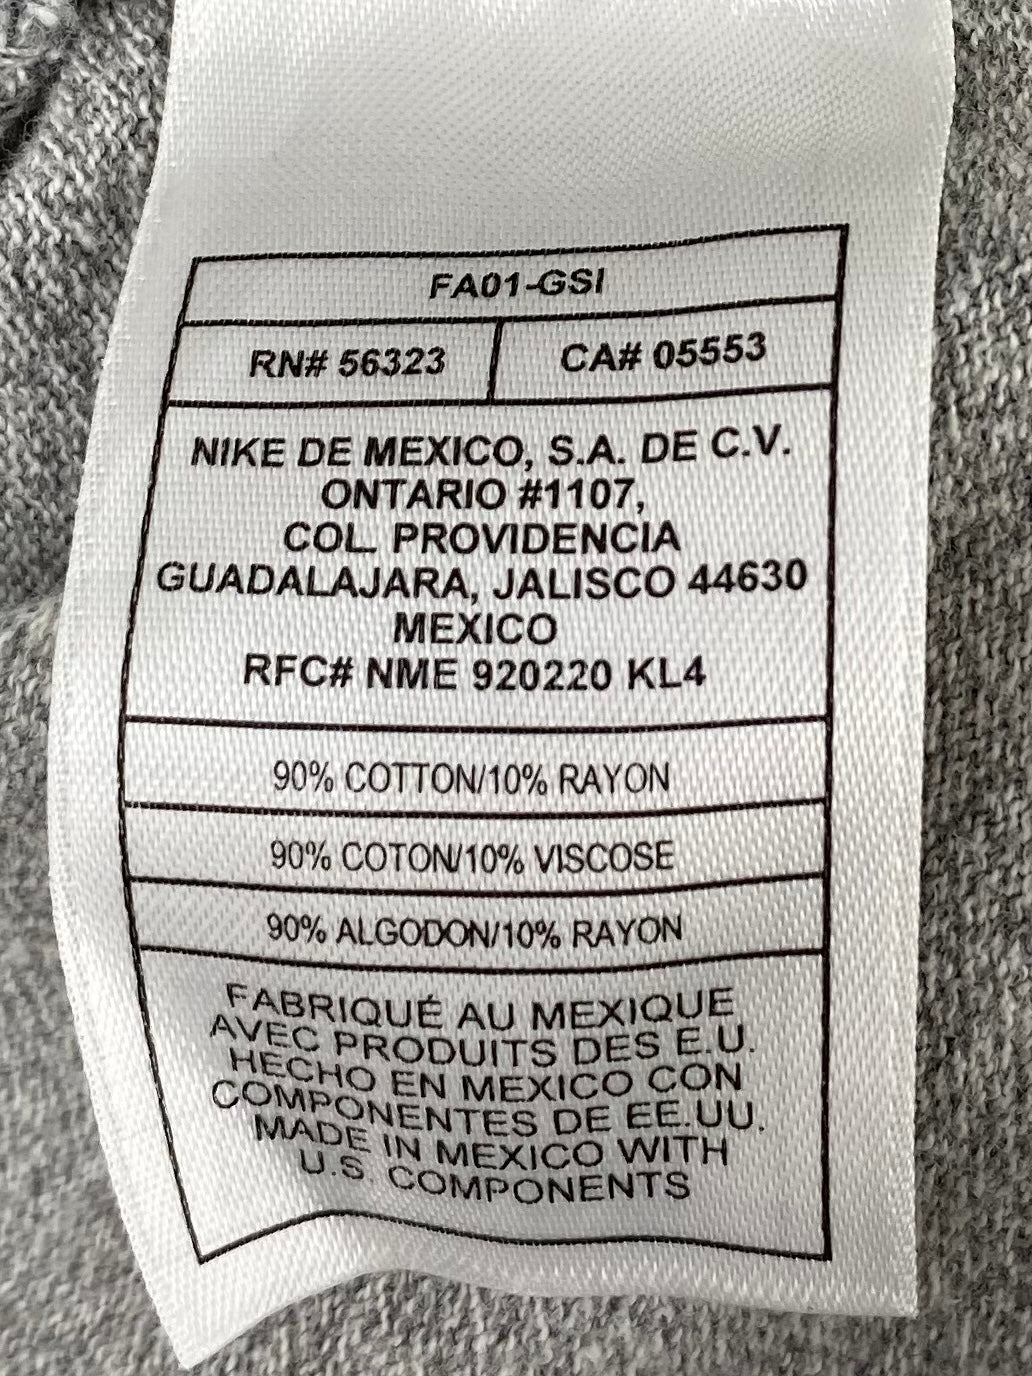 FA01-GSI
RN# 56323 CA# 05553
NIKE DE MEXICO, S.A. DE C.V.
ONTARIO #1107,
COL. PROVIDENCIA
GUADALAJARA, JALISCO 44630
MEXICO
RFC# NME 920220 KL4
90% COTTON/10% RAYON
90% COTON/10% VISCOSE
90% ALGODON/10% RAYON
FABRIQUÉ AU MEXIQUE
AVEC PRODUITS DES E.U.
HECHO EN MEXICO CON
COMPONENTES DE EE.UU.
MADE IN MEXICO WITH
U.S. COMPONENTS